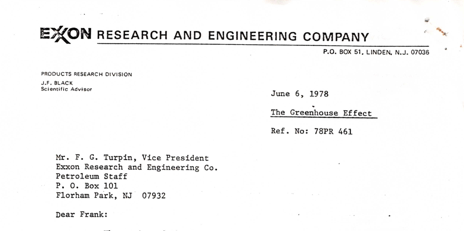 EXXON RESEARCH AND ENGINEERING COMPANY
P.O. BOX 51, LINDEN, N.J. 07036
PRODUCTS RESEARCH DIVISION
J.F. BLACK
Scientific Advisor
June 6, 1978
The Greenhouse Effect
Ref. No: 78PR 461
Mr. F. G. Turpin, Vice President
Exxon Research and Engineering Co.
Petroleum Staff
P. O. Box 101
Florham Park, NJ 07932
Dear Frank: